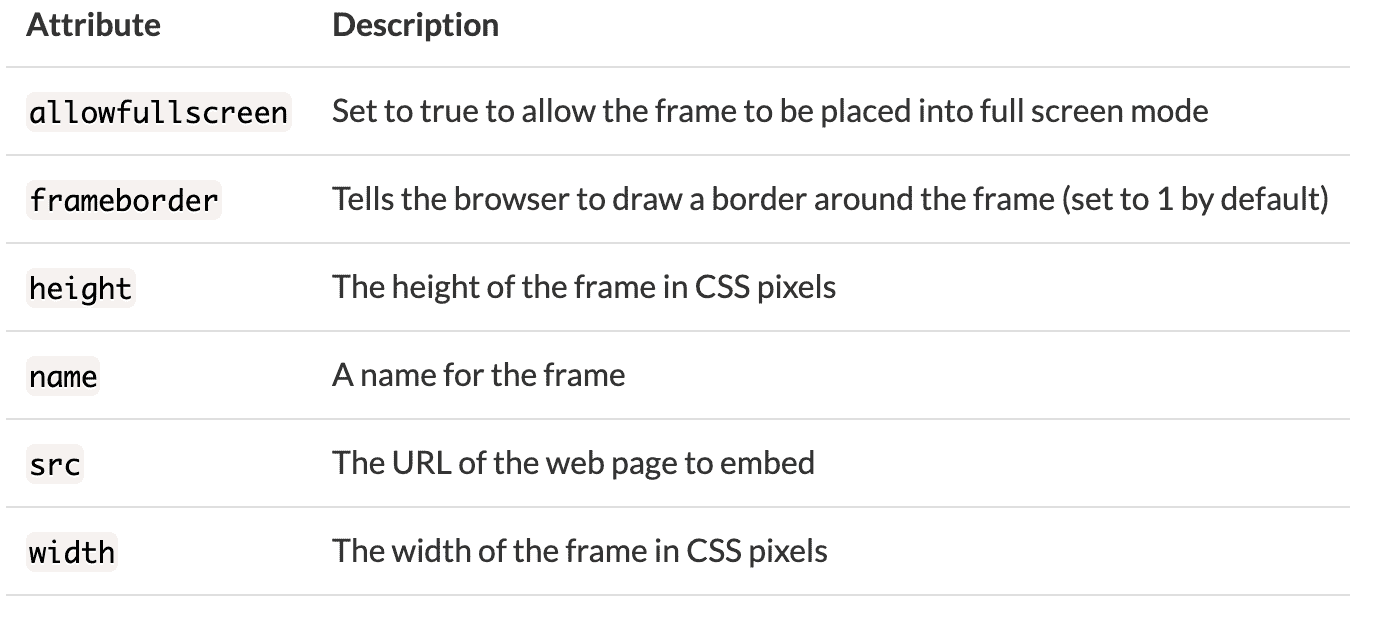 Attribute Description
allowfullscreen Set to true to allow the frame to be placed into full screen mode
frameborder Tells the browser to draw a border around the frame (set to 1 by default)
height The height of the frame in CSS pixels
name A name for the frame
src The URL of the web page to embed
width The width of the frame in CSS pixels